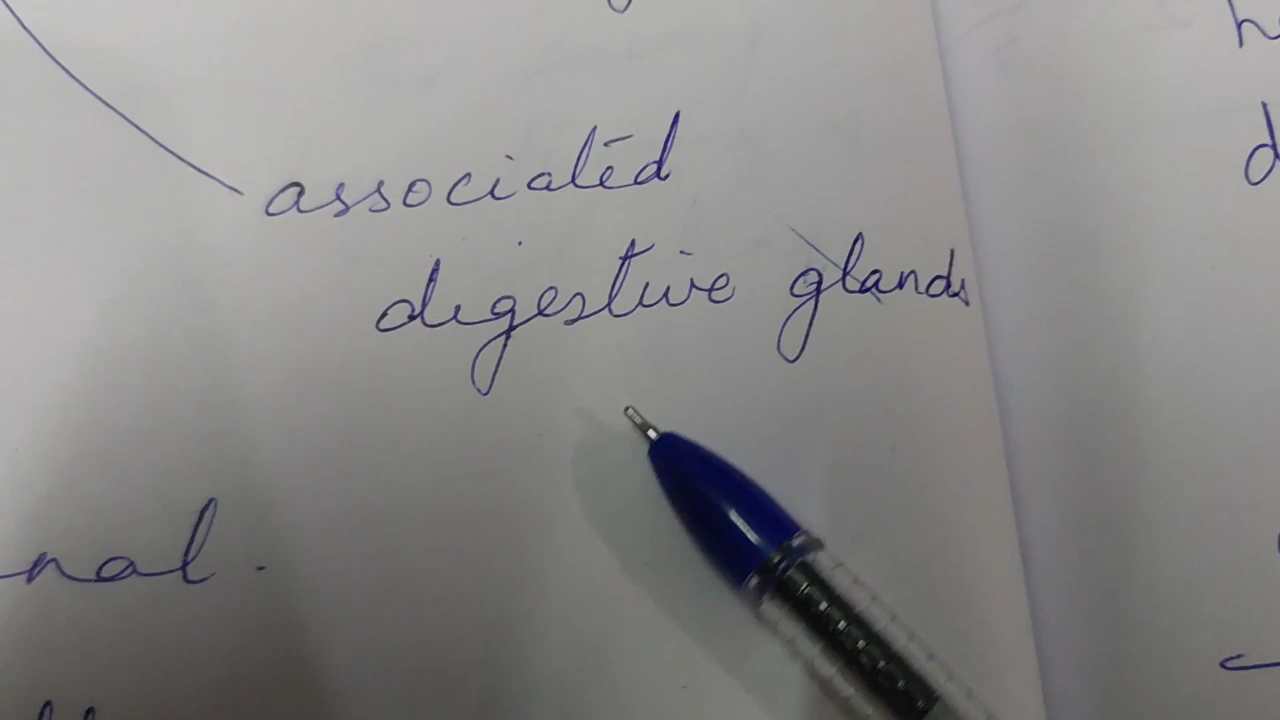 associated
digestive glands
nal.